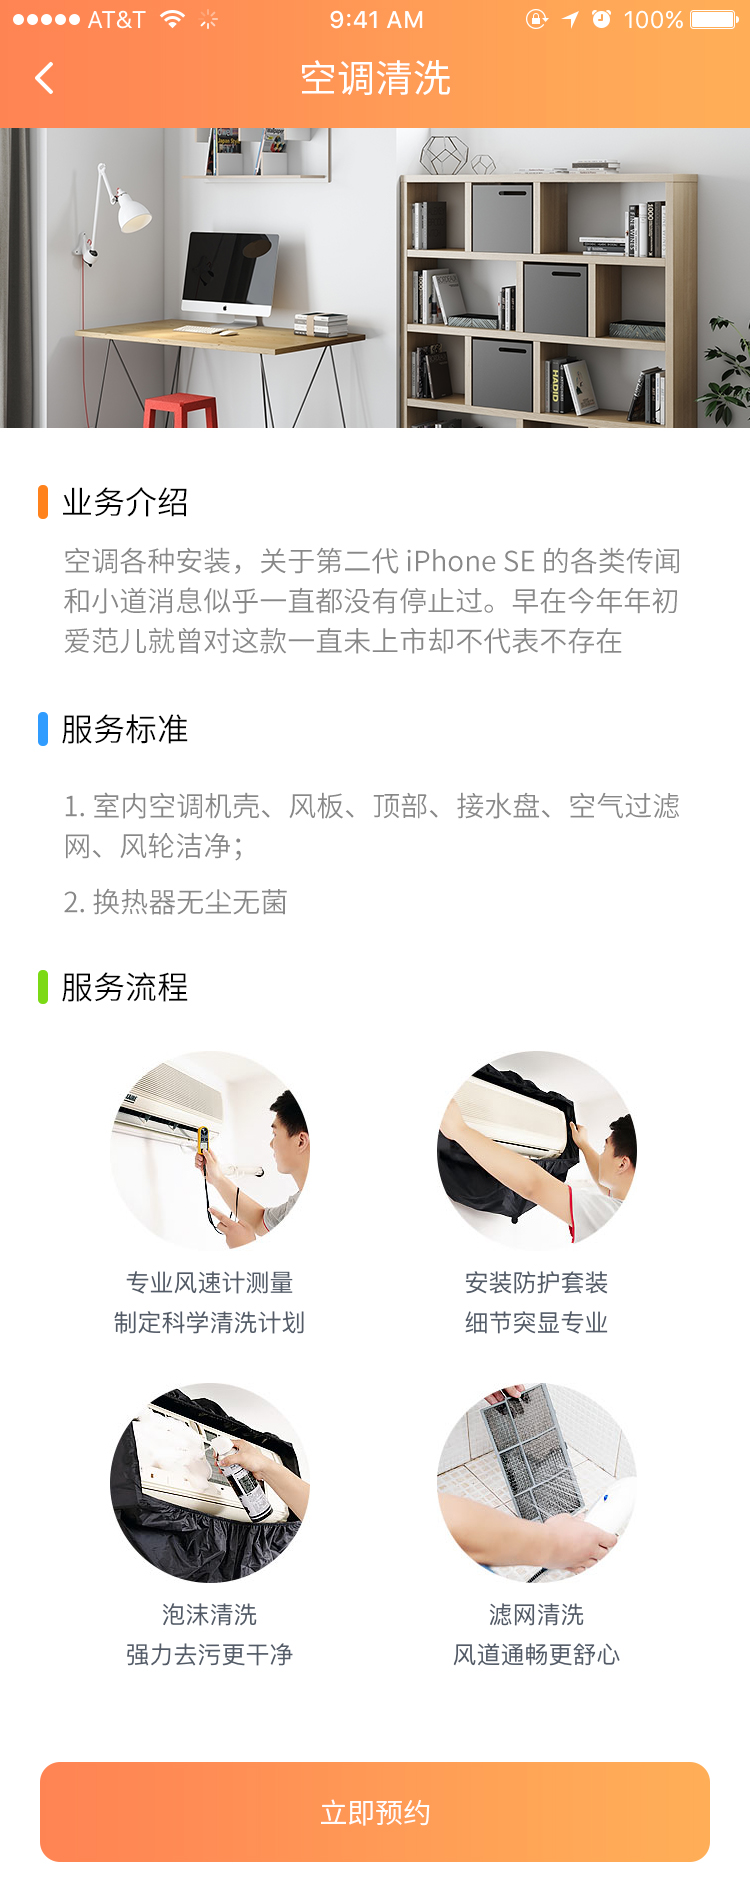 AT&T
9:41 AM
100%
空调清洗
业务介绍
空调各种安装，关于第二代 iPhone SE 的各类传闻
和小道消息似乎一直都没有停止过。早在今年年初
爱范儿就曾对这款一直未上市却不代表不存在
服务标准
1. 室内空调机壳、风板、顶部、接水盘、空气过滤
网、风轮洁净；
2. 换热器无尘无菌
服务流程
专业风速计测量
制定科学清洗计划
安装防护套装
细节突显专业
泡沫清洗
强力去污更干净
滤网清洗
风道通畅更舒心
立即预约